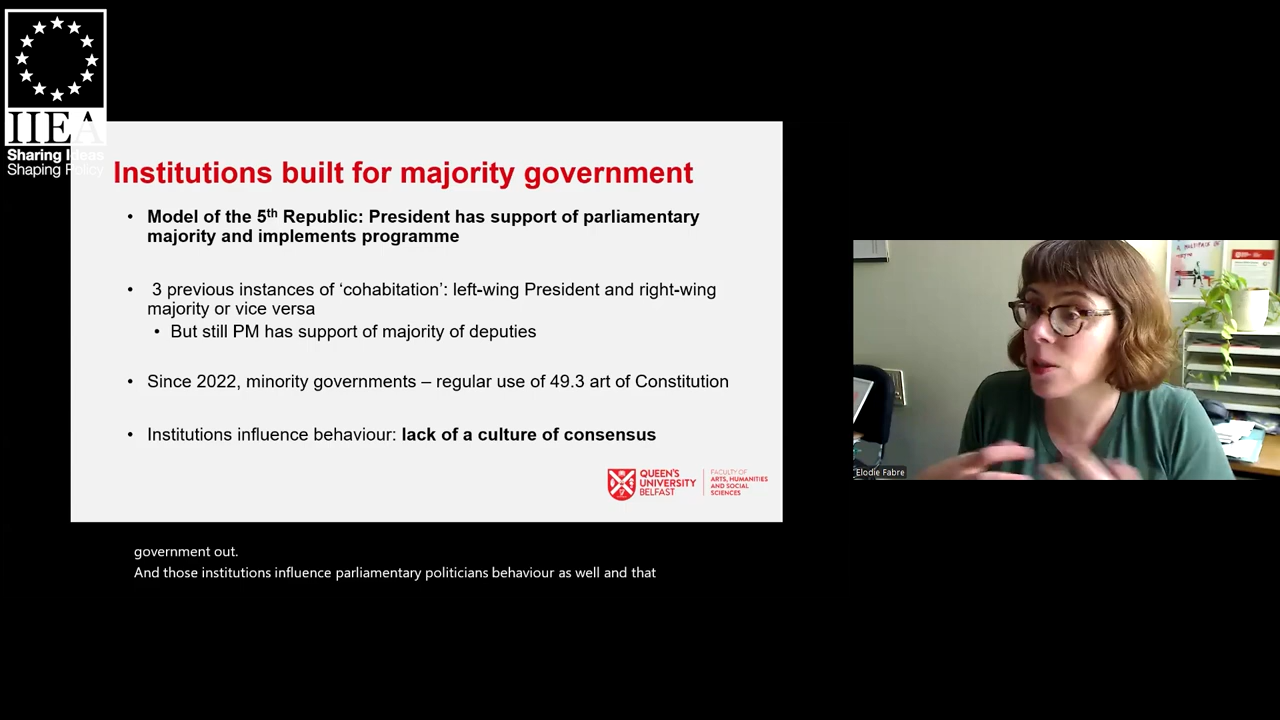 IIEA
Sharing Ideas
Shaping Policy
Institutions built for majority government
• Model of the 5th Republic: President has support of parliamentary
majority and implements programme
• 3 previous instances of ‘cohabitation’: left-wing President and right-wing
majority or vice versa
• But still PM has support of majority of deputies
• Since 2022, minority governments – regular use of 49.3 art of Constitution
• Institutions influence behaviour: lack of a culture of consensus
QUEEN'S
UNIVERSITY
BELFAST
FACULTY OF
ARTS, HUMANITIES
AND SOCIAL
SCIENCES
Elodie Fabre
government out.
And those institutions influence parliamentary politicians behaviour as well and that